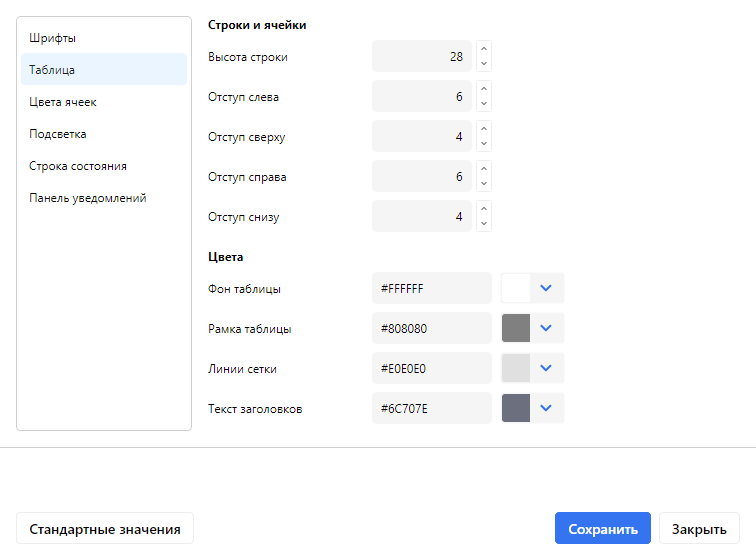 Шрифты
Таблица
Цвета ячеек
Подсветка
Строка состояния
Панель уведомлений
Строки и ячейки
Высота строки 28
Отступ слева 6
Отступ сверху 4
Отступ справа 6
Отступ снизу 4
Цвета
Фон таблицы #FFFFFF
Рамка таблицы #808080
Линии сетки #E0E0E0
Текст заголовков #6C707E
Стандартные значения Сохранить Закрыть